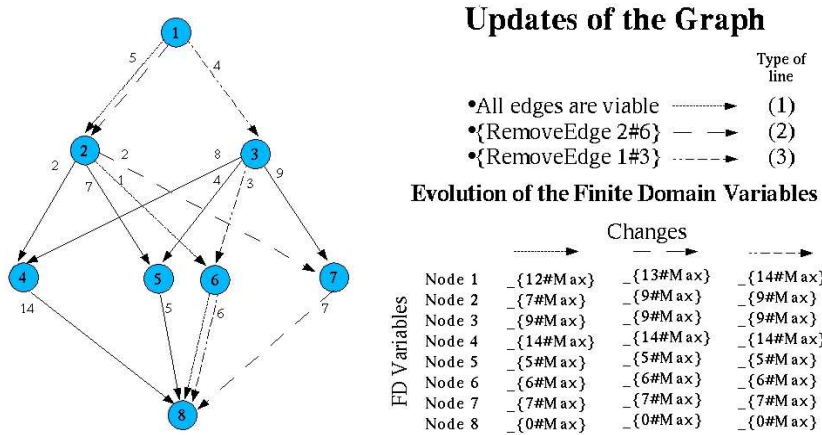 1
5
4
2
3
2
7
2
1
8
4
3
9
4
5
6
7
14
5
6
7
8
Updates of the Graph
Type of
line
•All edges are viable (1)
•{RemoveEdge 2#6} (2)
•{RemoveEdge 1#3} (3)
Evolution of the Finite Domain Variables
Changes
FD Variables
Node 1 _{12#Max} _{13#Max} _{14#Max}
Node 2 _{7#Max} _{9#Max} _{9#Max}
Node 3 _{9#Max} _{9#Max} _{9#Max}
Node 4 _{14#Max} _{14#Max} _{14#Max}
Node 5 _{5#Max} _{5#Max} _{5#Max}
Node 6 _{6#Max} _{6#Max} _{6#Max}
Node 7 _{7#Max} _{7#Max} _{7#Max}
Node 8 _{0#Max} _{0#Max} _{0#Max}